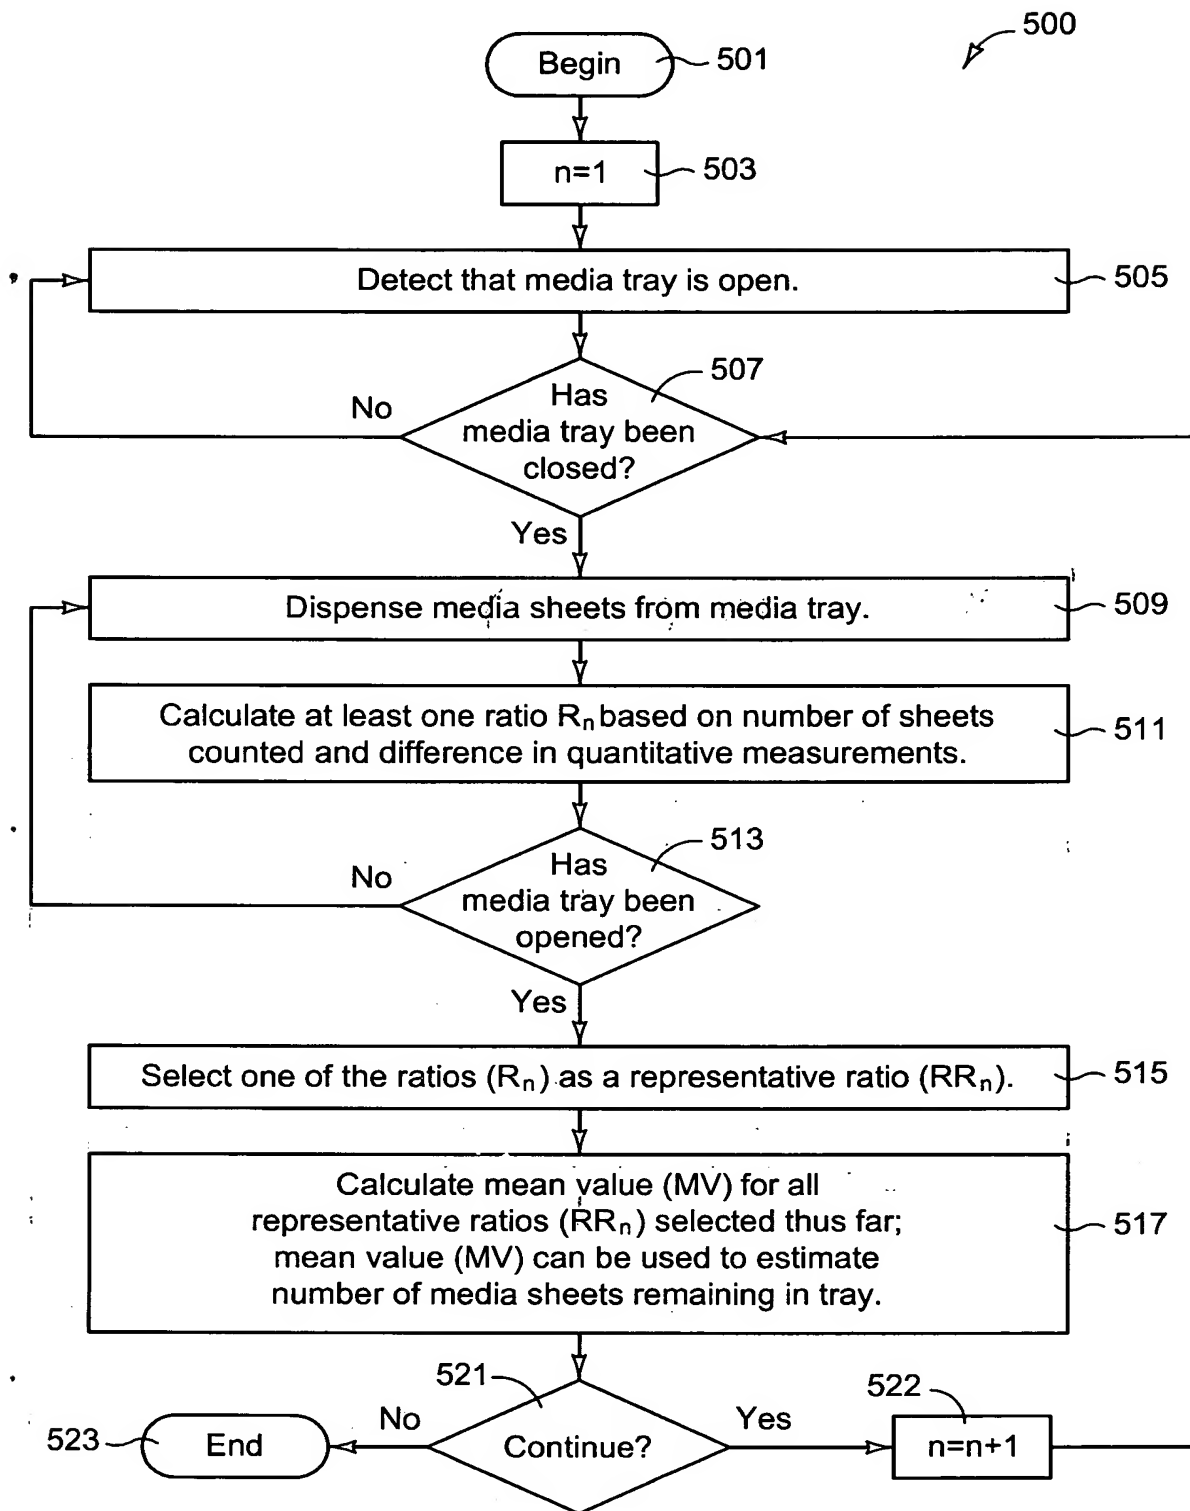 500
Begin
501
n=1
503
Detect that media tray is open.
505
507
Has
media tray been
closed?
No
Yes
Dispense media sheets from media tray.
509
Calculate at least one ratio Rn based on number of sheets
counted and difference in quantitative measurements.
511
513
Has
media tray been
opened?
No
Yes
Select one of the ratios (Rn) as a representative ratio (RRn).
515
Calculate mean value (MV) for all
representative ratios (RRn) selected thus far;
mean value (MV) can be used to estimate
number of media sheets remaining in tray.
517
521
Continue?
No
Yes
522
n=n+1
523
End